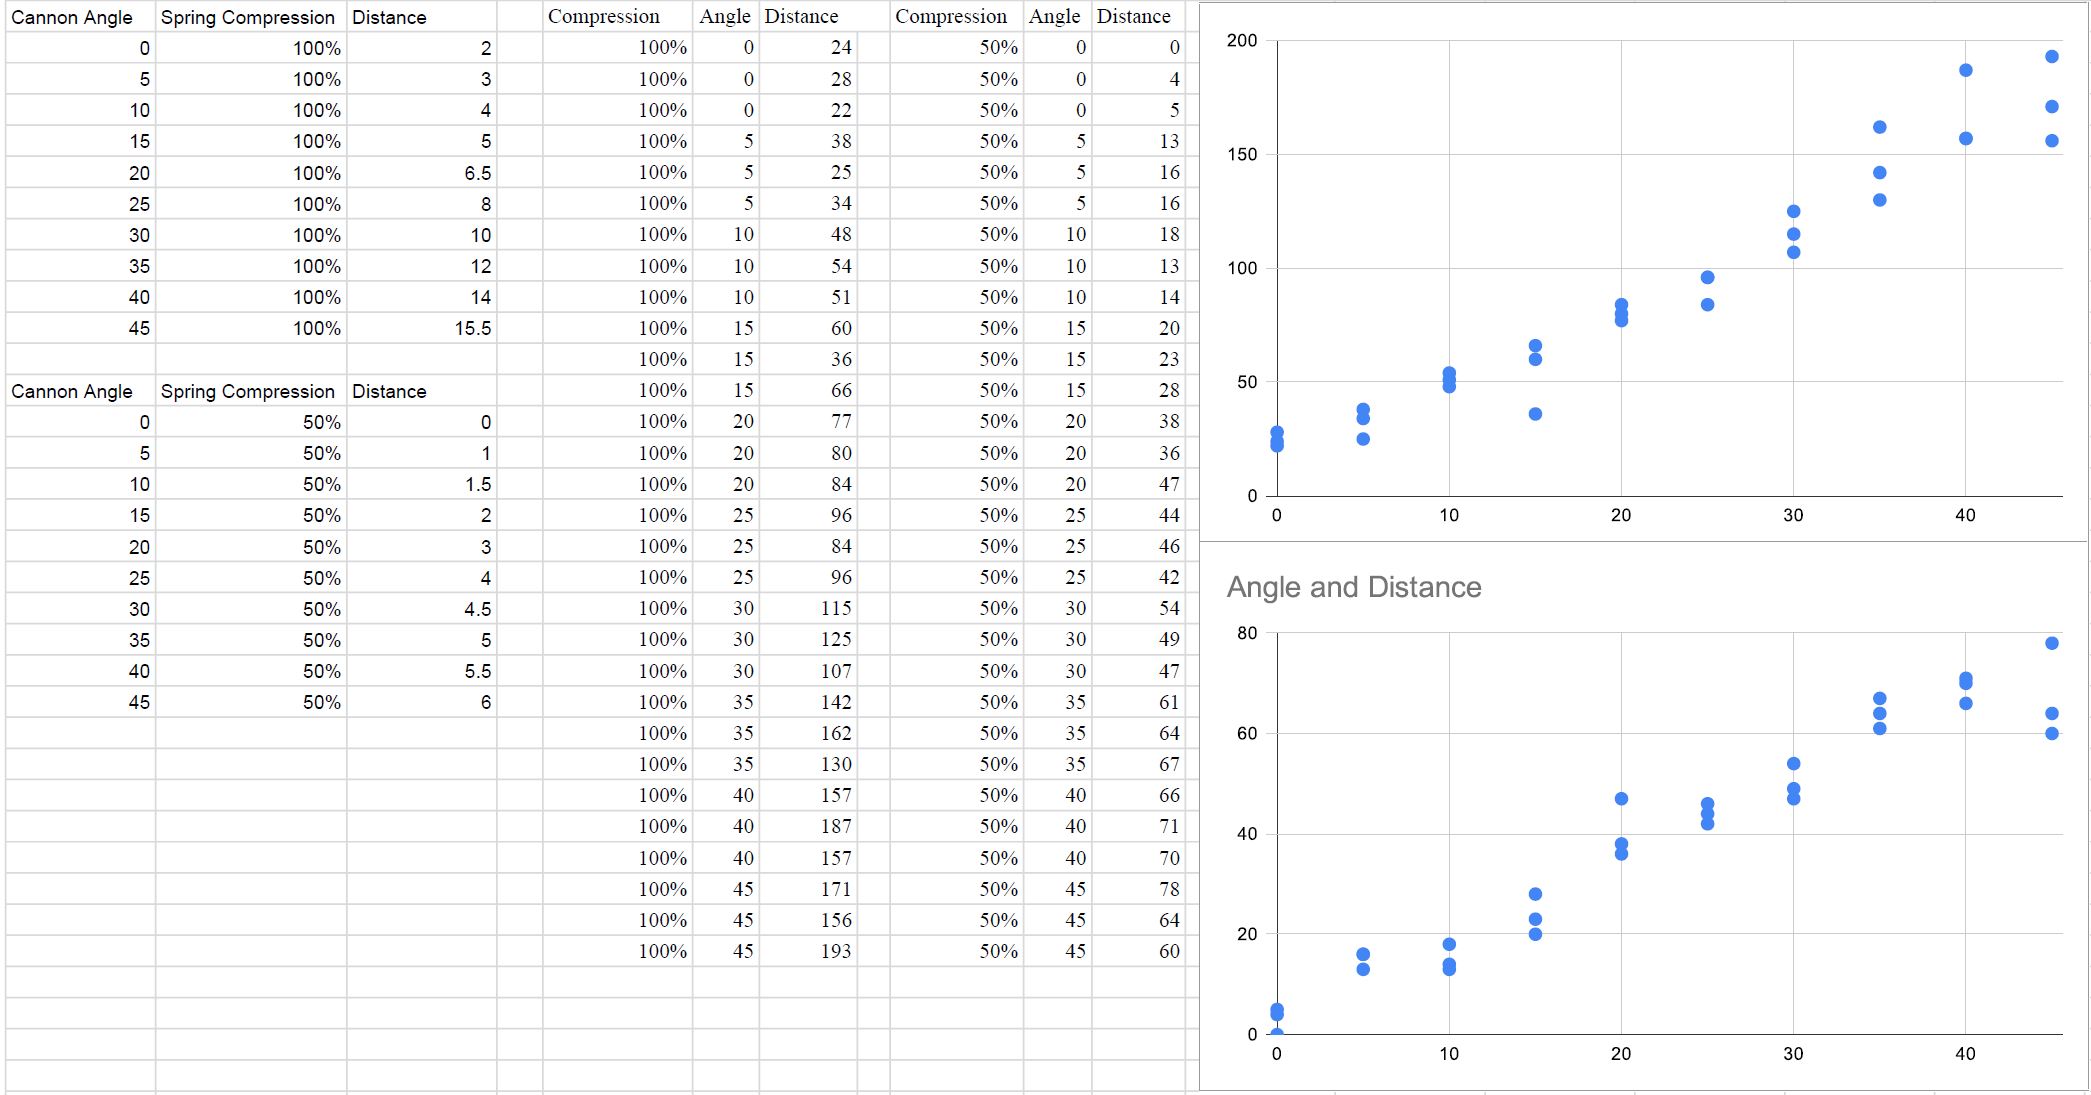 Cannon Angle Spring Compression Distance Compression Angle Distance Compression Angle Distance
0 100% 2 100% 0 24 50% 0 0
5 100% 3 100% 0 28 50% 0 4
10 100% 4 100% 0 22 50% 0 5
15 100% 5 100% 5 38 50% 5 13
20 100% 6.5 100% 5 25 50% 5 16
25 100% 8 100% 5 34 50% 5 16
30 100% 10 100% 10 48 50% 10 18
35 100% 12 100% 10 54 50% 10 13
40 100% 14 100% 10 51 50% 10 14
45 100% 15.5 100% 15 60 50% 15 20
100% 15 36 50% 15 23
Cannon Angle Spring Compression Distance 100% 15 66 50% 15 28
0 50% 0 100% 20 77 50% 20 38
5 50% 1 100% 20 80 50% 20 36
10 50% 1.5 100% 20 84 50% 20 47
15 50% 2 100% 25 96 50% 25 44
20 50% 3 100% 25 84 50% 25 46
25 50% 4 100% 25 96 50% 25 42
30 50% 4.5 100% 30 115 50% 30 54
35 50% 5 100% 30 125 50% 30 49
40 50% 5.5 100% 30 107 50% 30 47
45 50% 6 100% 35 142 50% 35 61
100% 35 162 50% 35 64
100% 35 130 50% 35 67
100% 40 157 50% 40 66
100% 40 187 50% 40 71
100% 40 157 50% 40 70
100% 45 171 50% 45 78
100% 45 156 50% 45 64
100% 45 193 50% 45 60
200
150
100
50
0
0 10 20 30 40
Angle and Distance
80
60
40
20
0
0 10 20 30 40